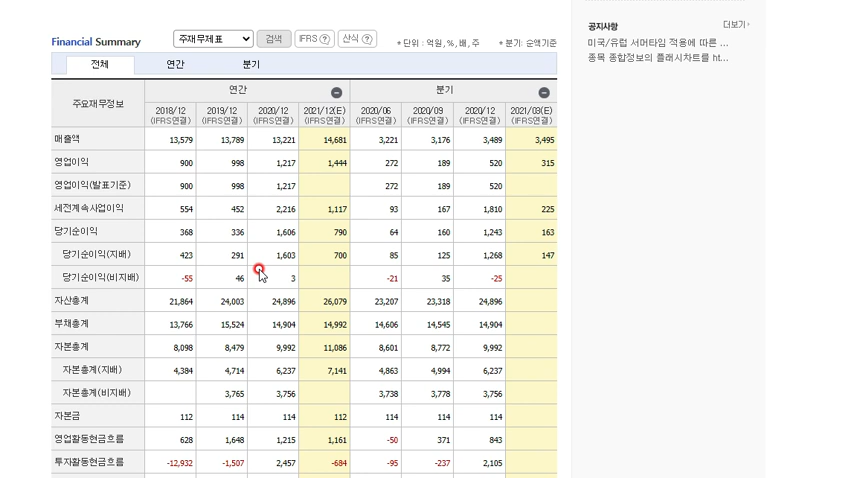 Financial Summary 주재무제표 검색 IFRS ? 산식 ? * 단위 : 억원, %, 배, 주 * 분기: 순액기준
전체 연간 분기
주요재무정보 연간 분기
2018/12 2019/12 2020/12 2021/12(E) 2020/06 2020/09 2020/12 2021/03(E)
(IFRS연결) (IFRS연결) (IFRS연결) (IFRS연결) (IFRS연결) (IFRS연결) (IFRS연결) (IFRS연결)
매출액 13,579 13,789 13,221 14,681 3,221 3,176 3,489 3,495
영업이익 900 998 1,217 1,444 272 189 520 315
영업이익(발표기준) 900 998 1,217 272 189 520
세전계속사업이익 554 452 2,216 1,117 93 167 1,810 225
당기순이익 368 336 1,606 790 64 160 1,243 163
당기순이익(지배) 423 291 1,603 700 85 125 1,268 147
당기순이익(비지배) -55 46 3 -21 35 -25
자산총계 21,864 24,003 24,896 26,079 23,207 23,318 24,896
부채총계 13,766 15,524 14,904 14,992 14,606 14,545 14,904
자본총계 8,098 8,479 9,992 11,086 8,601 8,772 9,992
자본총계(지배) 4,384 4,714 6,237 7,141 4,863 4,994 6,237
자본총계(비지배) 3,765 3,756 3,738 3,778 3,756
자본금 112 114 114 112 114 114 114
영업활동현금흐름 628 1,648 1,215 1,161 -50 371 843
투자활동현금흐름 -12,932 -1,507 2,457 -684 -95 -237 2,105
공지사항 더보기
미국/유럽 서머타임 적용에 따른 ...
종목 종합정보의 플래시차트를 ht...